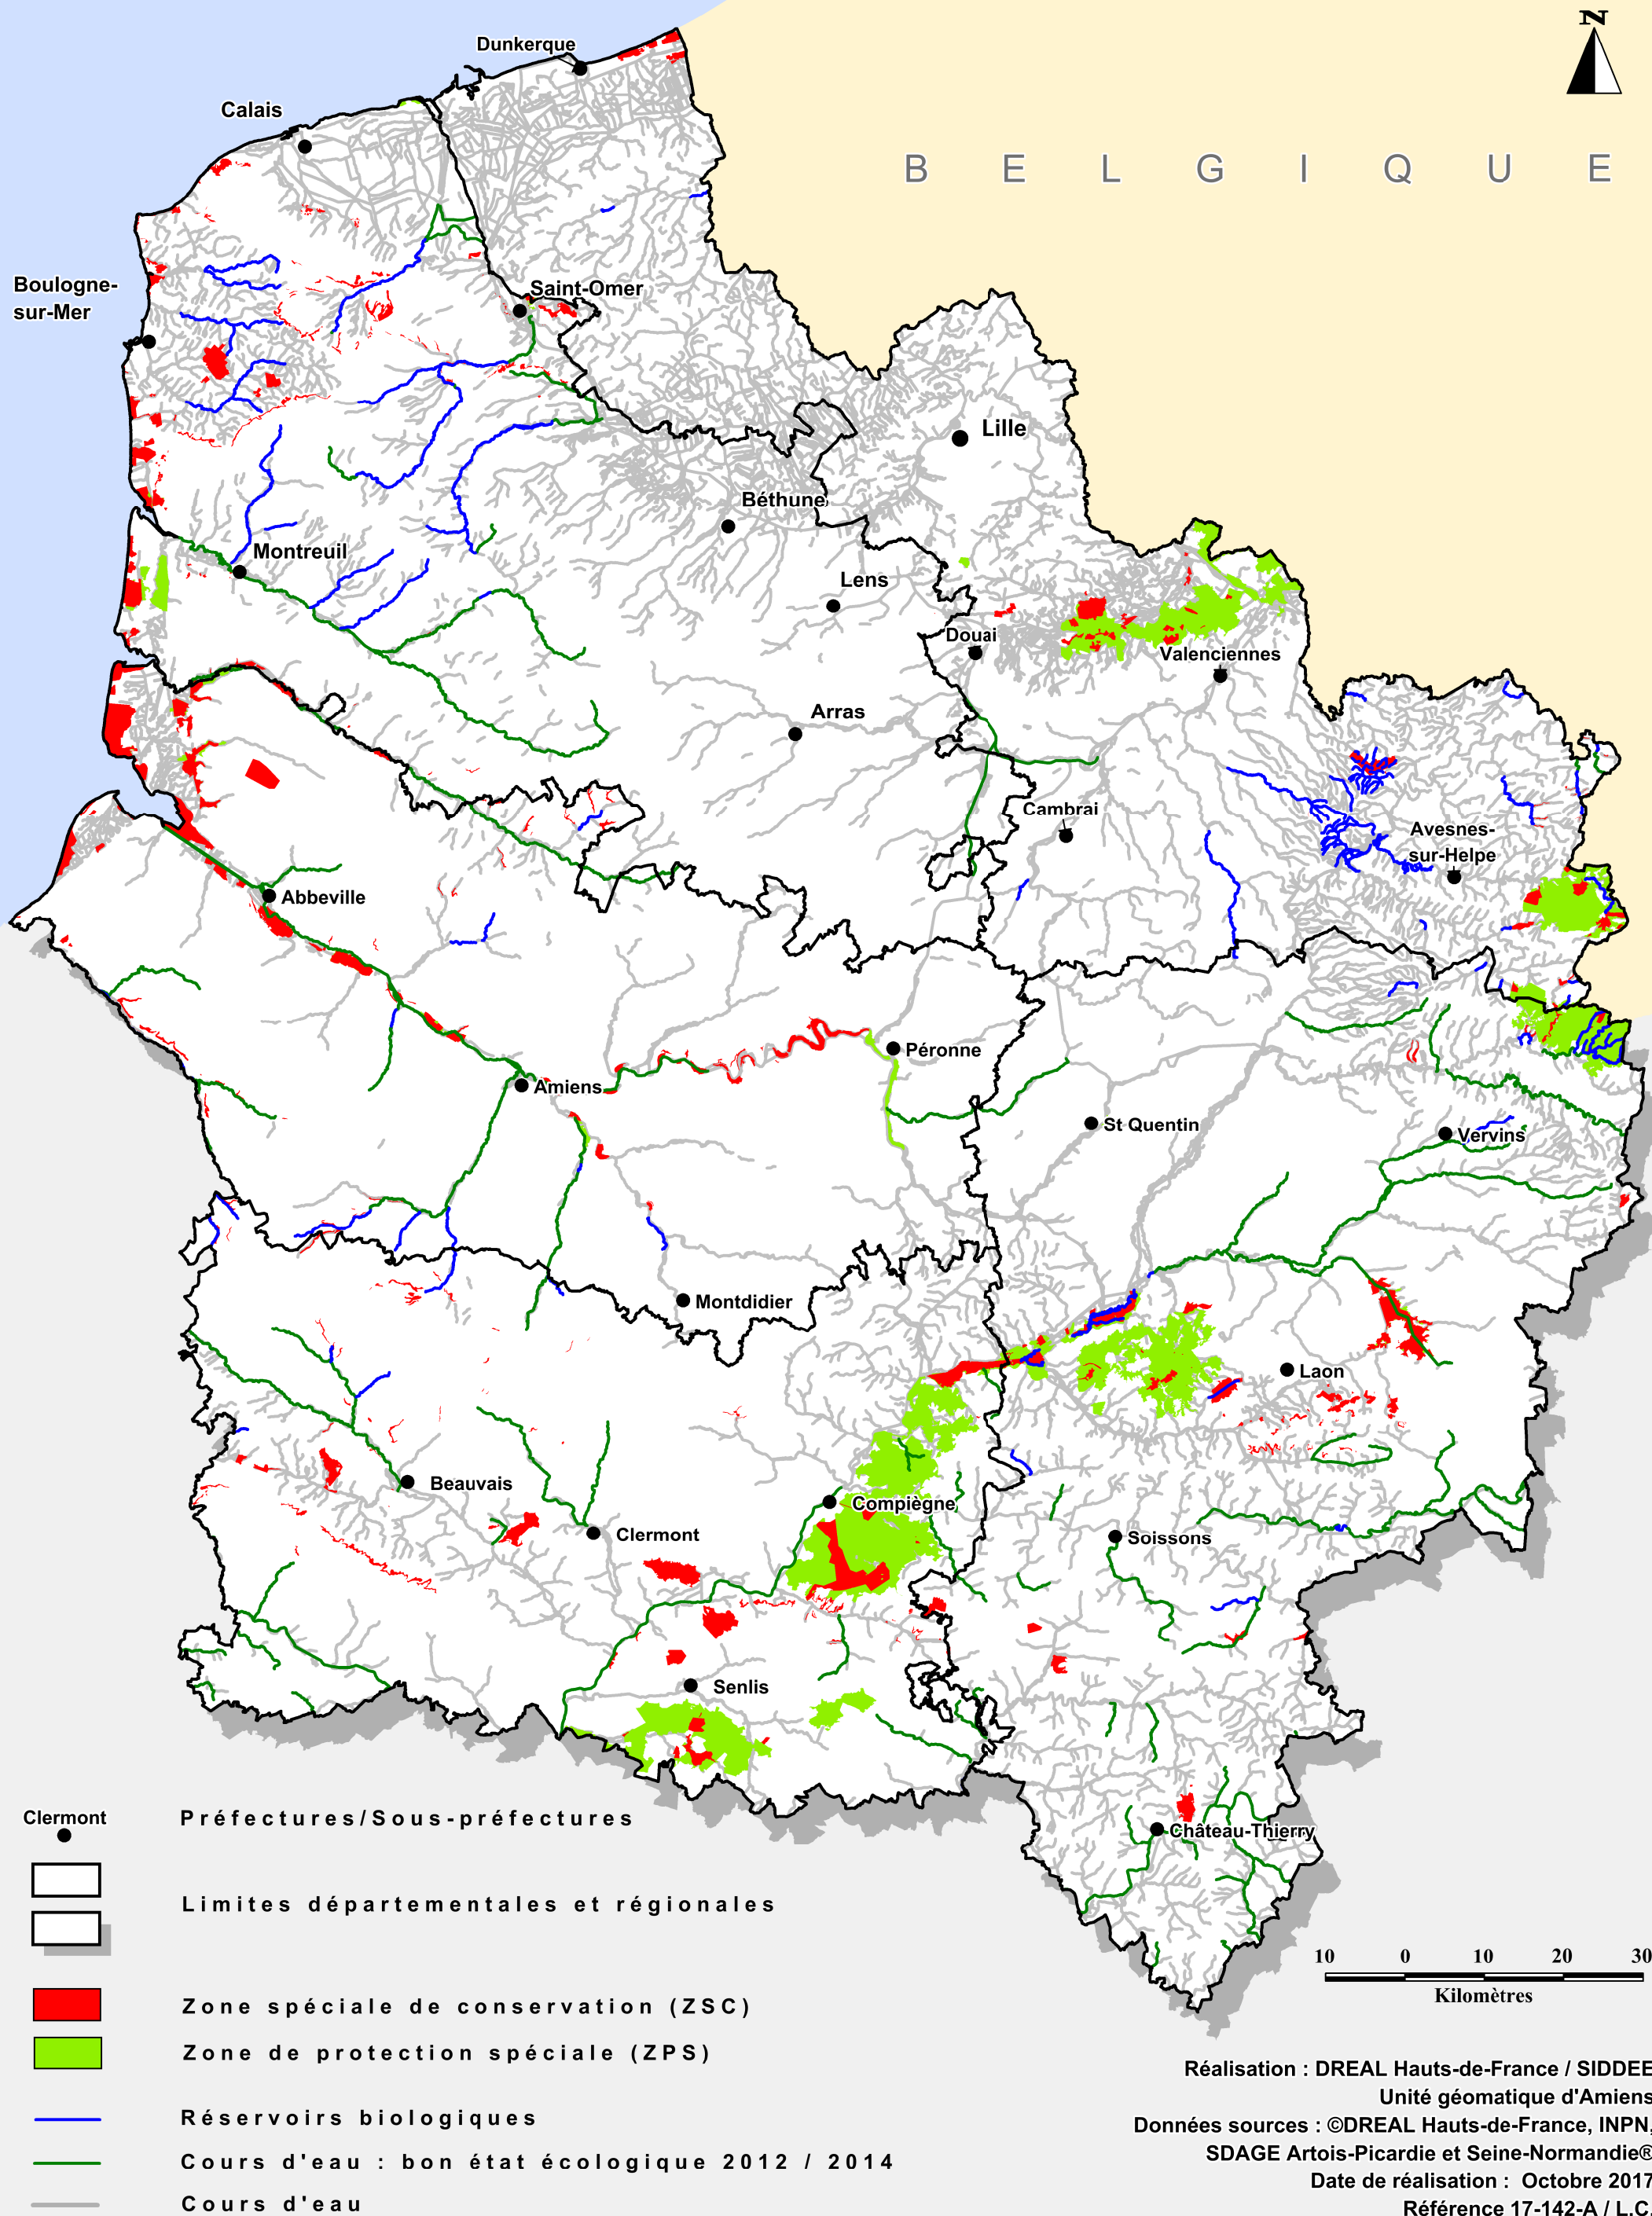 N
Dunkerque
Calais
B E L G I Q U E
Boulogne-
sur-Mer
Saint-Omer
Lille
Béthune
Montreuil
Lens
Douai
Valenciennes
Arras
Cambrai
Avesnes-
sur-Helpe
Abbeville
Péronne
Amiens
St Quentin
Vervins
Montdidier
Laon
Beauvais
Compiègne
Clermont
Soissons
Senlis
Château-Thierry
Clermont
Préfectures/Sous-préfectures
Limites départementales et régionales
10 0 10 20 30
Kilomètres
Zone spéciale de conservation (ZSC)
Zone de protection spéciale (ZPS)
Réservoirs biologiques
Cours d'eau : bon état écologique 2012 / 2014
Cours d'eau
Réalisation : DREAL Hauts-de-France / SIDDEE
Unité géomatique d'Amiens
Données sources : ©DREAL Hauts-de-France, INPN,
SDAGE Artois-Picardie et Seine-Normandie®
Date de réalisation : Octobre 2017
Référence 17-142-A / L.C.